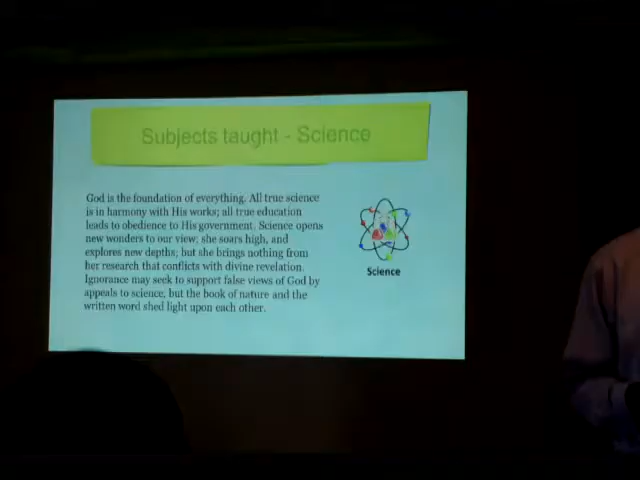 Subjects taught - Science
God is the foundation of everything. All true science
is in harmony with His works; all true education
leads to obedience to His government. Science opens
new wonders to our view; she soars high, and
explores new depths; but she brings nothing from
her research that conflicts with divine revelation.
Ignorance may seek to support false views of God by
appeals to science, but the book of nature and the
written word shed light upon each other.
Science